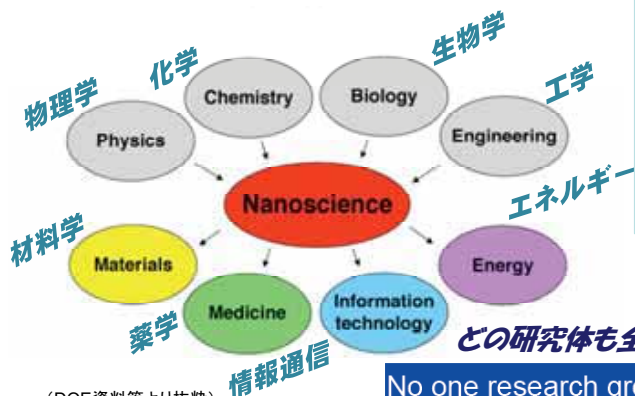 生物学
化学
工学
物理学
Chemistry
Biology
Physics
Engineering
Nanoscience
エネルギー
材料学
Materials
Energy
Medicine
Information
technology
薬学
どの研究体も全
情報通信
No one research gr